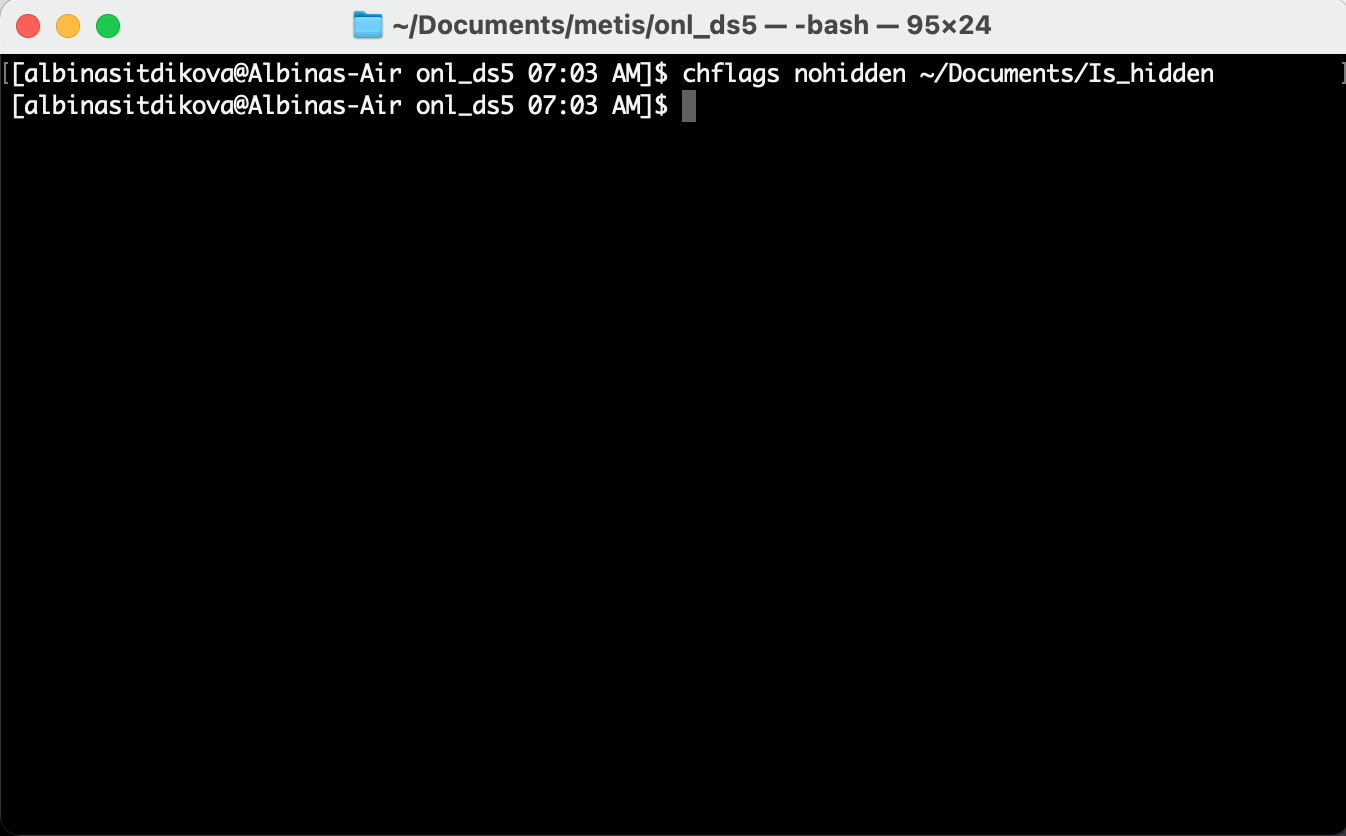 ~/Documents/metis/onl_ds5 — -bash — 95×24
[[albinasitdikova@Albinas-Air onl_ds5 07:03 AM]$ chflags nohidden ~/Documents/Is_hidden ]
[albinasitdikova@Albinas-Air onl_ds5 07:03 AM]$